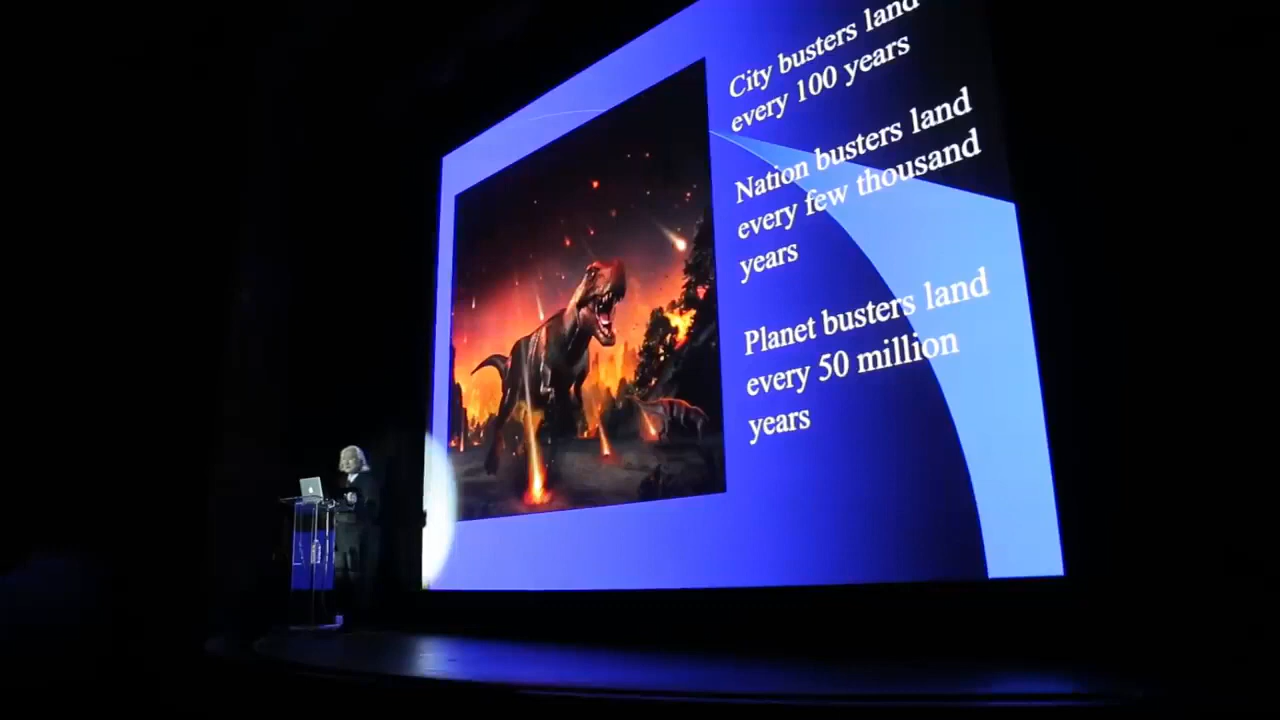 City busters land
every 100 years
Nation busters land
every few thousand
years
Planet busters land
every 50 million
years